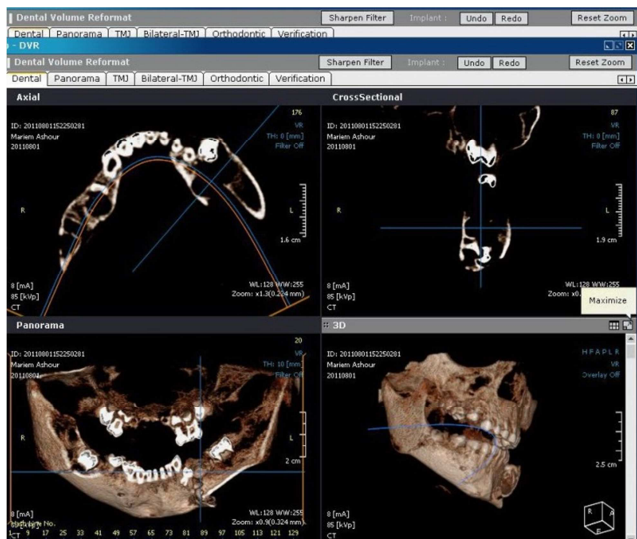 Dental Volume Reformat Sharpen Filter Implant : Undo Redo Reset Zoom
Dental Panorama TMJ Bilateral-TMJ Orthodontic Verification
- DVR
Dental Volume Reformat Sharpen Filter Implant : Undo Redo Reset Zoom
Dental Panorama TMJ Bilateral-TMJ Orthodontic Verification
Axial
176
ID: 20110801152250281 VR
Mariem Ashour TH: 0 [mm]
20110801 Filter Off
R L
1.6 cm
8 [mA]
85 [kVp] WL:128 WW:255
CT Zoom: x1.3(0.224 mm)
CrossSectional
87
ID: 20110801152250281 VR
Mariem Ashour TH: 0 [mm]
20110801 Filter Off
R L
1.9 cm
8 [mA]
85 [kVp] WL:128 WW:255
CT Zoom: x0.
Maximize
Panorama
20
ID: 20110801152250281 VR
Mariem Ashour TH: 10 [mm]
20110801 Filter Off
R L
2 cm
8 [mA]
85 [kVp] WL:128 WW:255
CT Zoom: x0.9(0.324 mm)
No.
1 9 17 25 33 41 49 57 65 73 81 89 97 105 113 121 129
3D
ID: 20110801152250281 H F A P L R
Mariem Ashour VR
20110801 Overlay Off
2.5 cm
8 [mA]
85 [kVp]
CT
R A
F